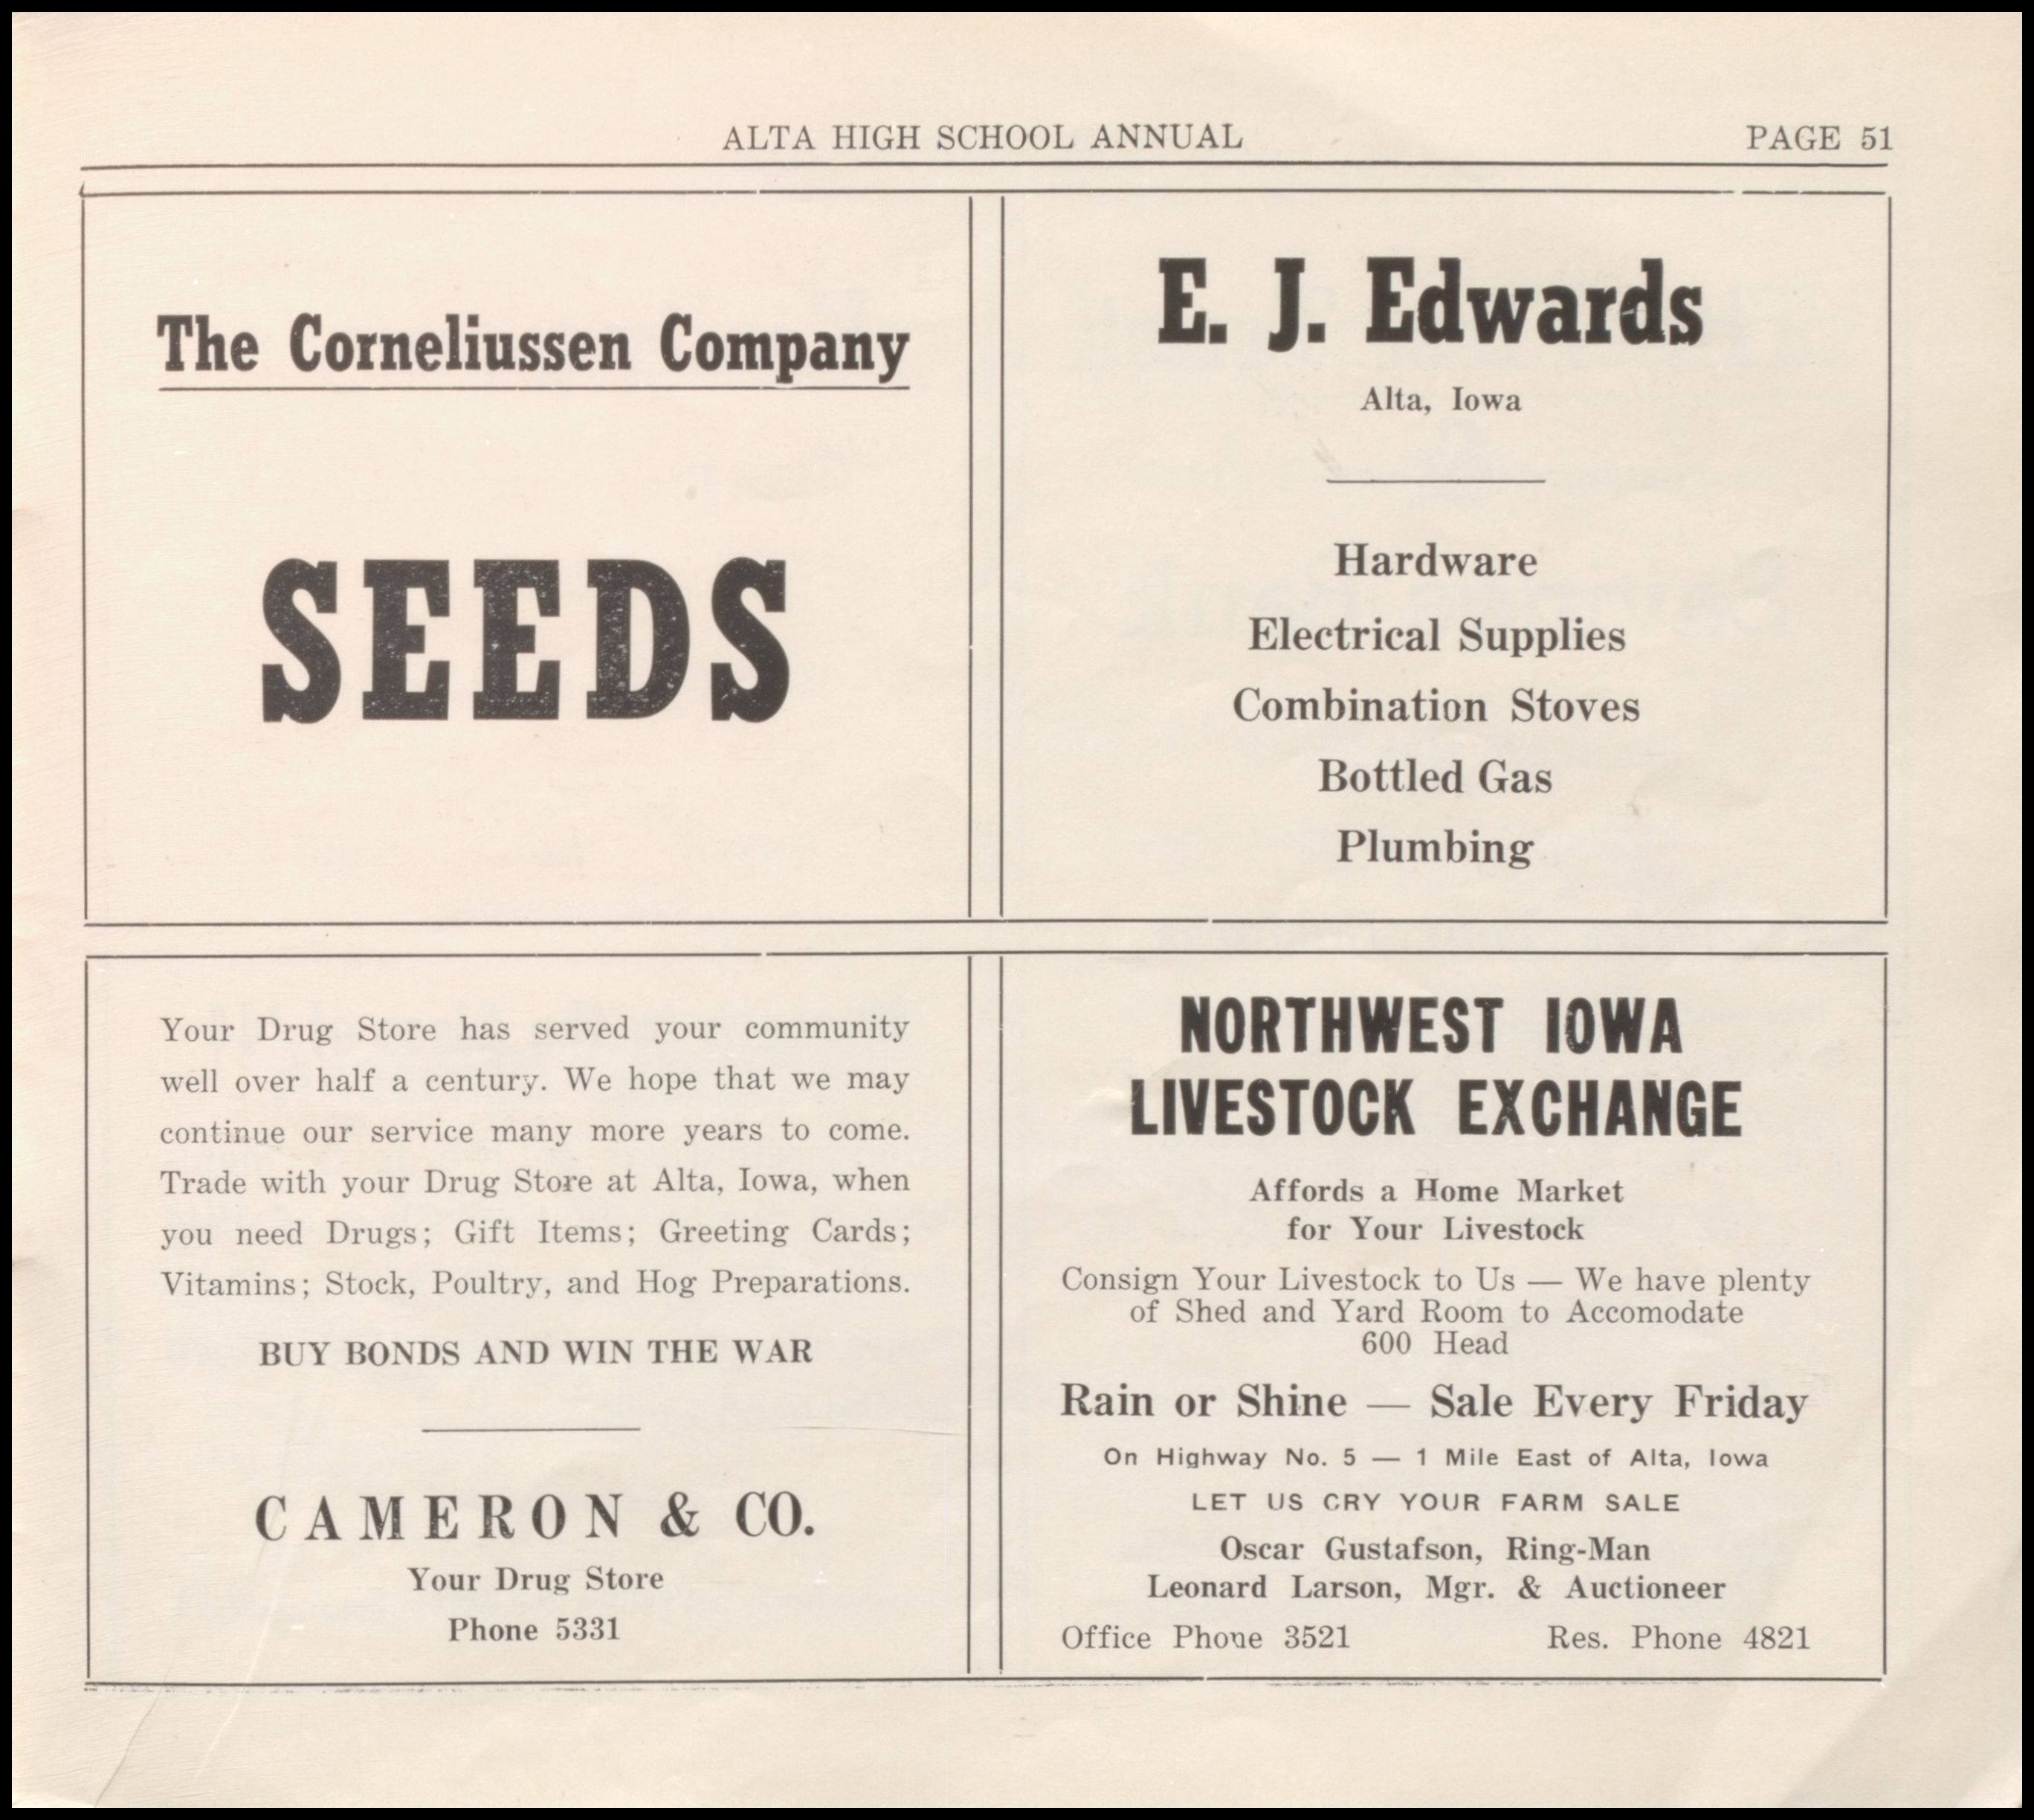 ALTA HIGH SCHOOL ANNUAL PAGE 51
The Corneliussen Company
SEEDS
E. J. Edwards
Alta, Iowa
Hardware
Electrical Supplies
Combination Stoves
Bottled Gas
Plumbing
Your Drug Store has served your community
well over half a century. We hope that we may
continue our service many more years to come.
Trade with your Drug Store at Alta, Iowa, when
you need Drugs; Gift Items; Greeting Cards;
Vitamins; Stock, Poultry, and Hog Preparations.
BUY BONDS AND WIN THE WAR
CAMERON & CO.
Your Drug Store
Phone 5331
NORTHWEST IOWA
LIVESTOCK EXCHANGE
Affords a Home Market
for Your Livestock
Consign Your Livestock to Us — We have plenty
of Shed and Yard Room to Accomodate
600 Head
Rain or Shine — Sale Every Friday
On Highway No. 5 — 1 Mile East of Alta, Iowa
LET US CRY YOUR FARM SALE
Oscar Gustafson, Ring-Man
Leonard Larson, Mgr. & Auctioneer
Office Phone 3521 Res. Phone 4821